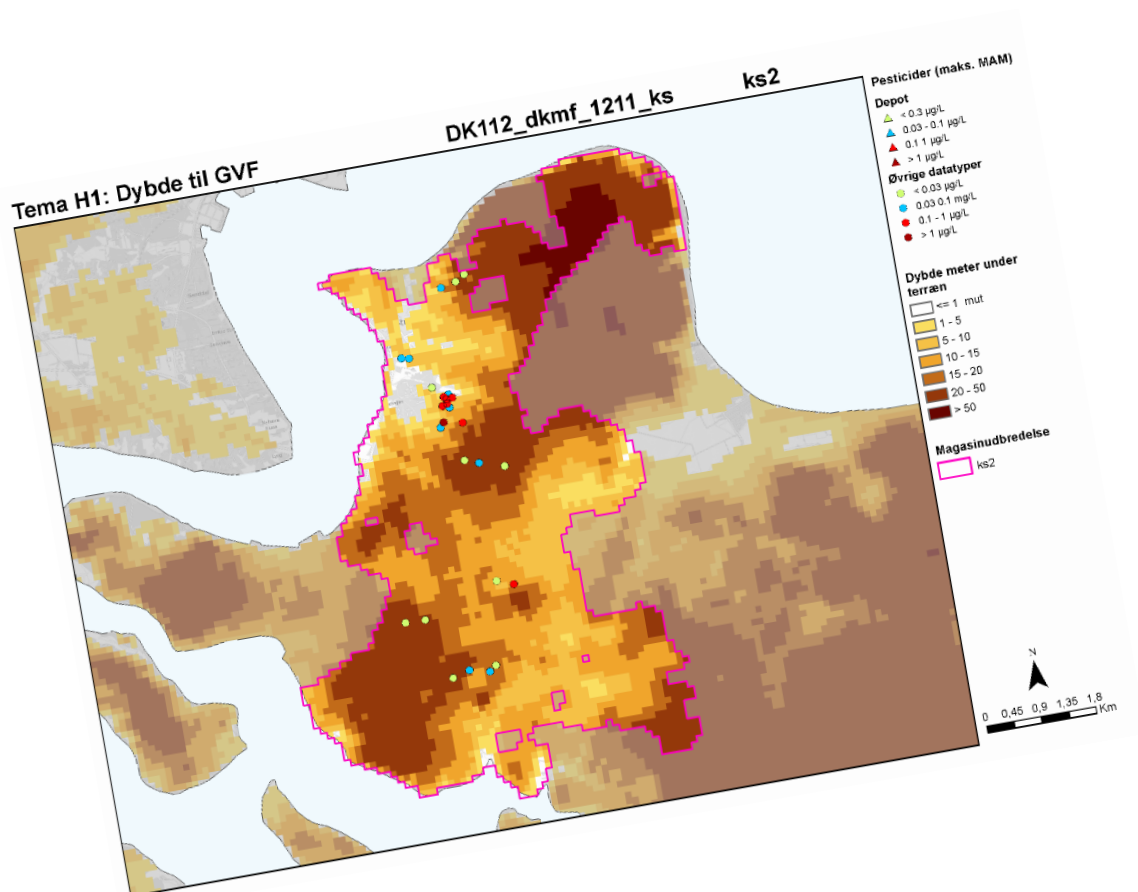 Tema H1: Dybde til GVF
DK112_dkmf_1211_ks
ks2
Pesticider (maks. MAM)
Depot
< 0.3 µg/L
0.03 - 0.1 µg/L
0.1 1 µg/L
> 1 µg/L
Øvrige datatyper
< 0.03 µg/L
0.03 0.1 mg/L
0.1 - 1 µg/L
> 1 µg/L
Dybde meter under
terræn
<= 1 mut
1 - 5
5 - 10
10 - 15
15 - 20
20 - 50
> 50
Magasinudbredelse
ks2
N
0 0,45 0,9 1,35 1,8
Km